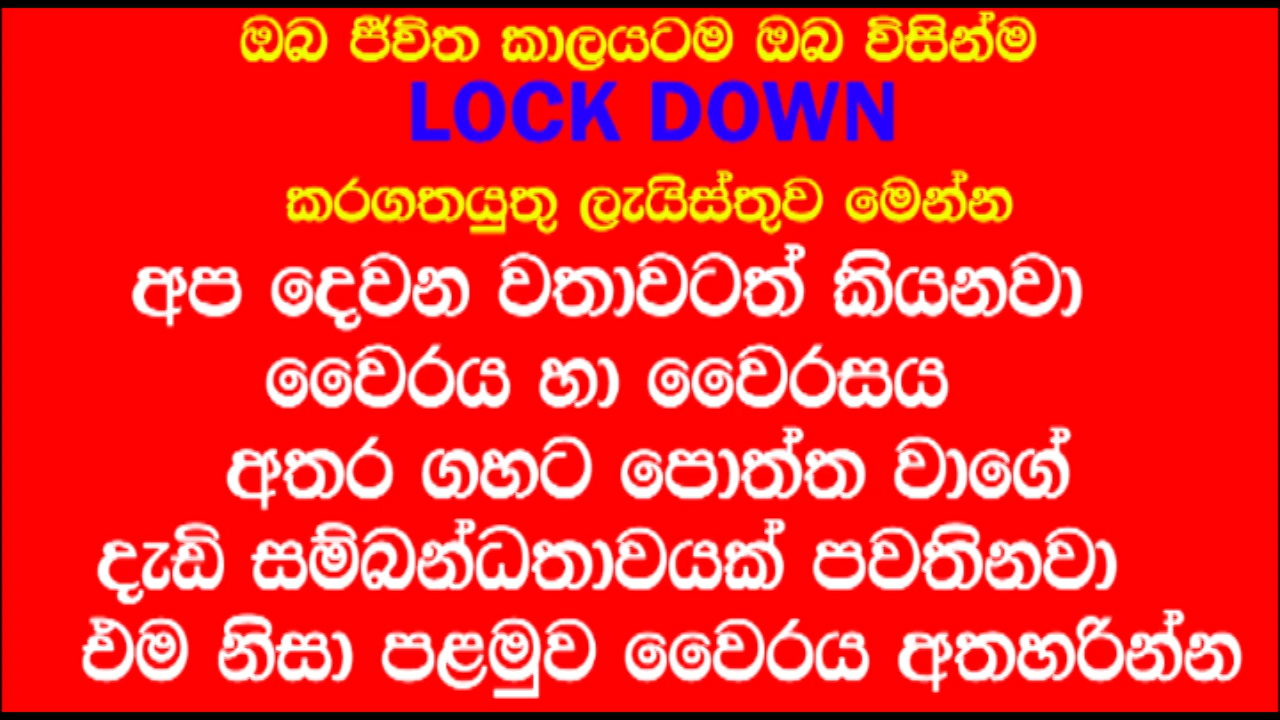 ඔබ ජීවිත කාලයටම ඔබ විසින්ම
LOCK DOWN
කරගතයුතු ලැයිස්තුව මෙන්න
අප දෙවන වතාවටත් කියනවා
වෛරය හා වෛරසය
අතර ගහට පොත්ත වාගේ
දැඩි සම්බන්ධතාවයක් පවතිනවා
එම නිසා පළමුව වෛරය අතහරින්න